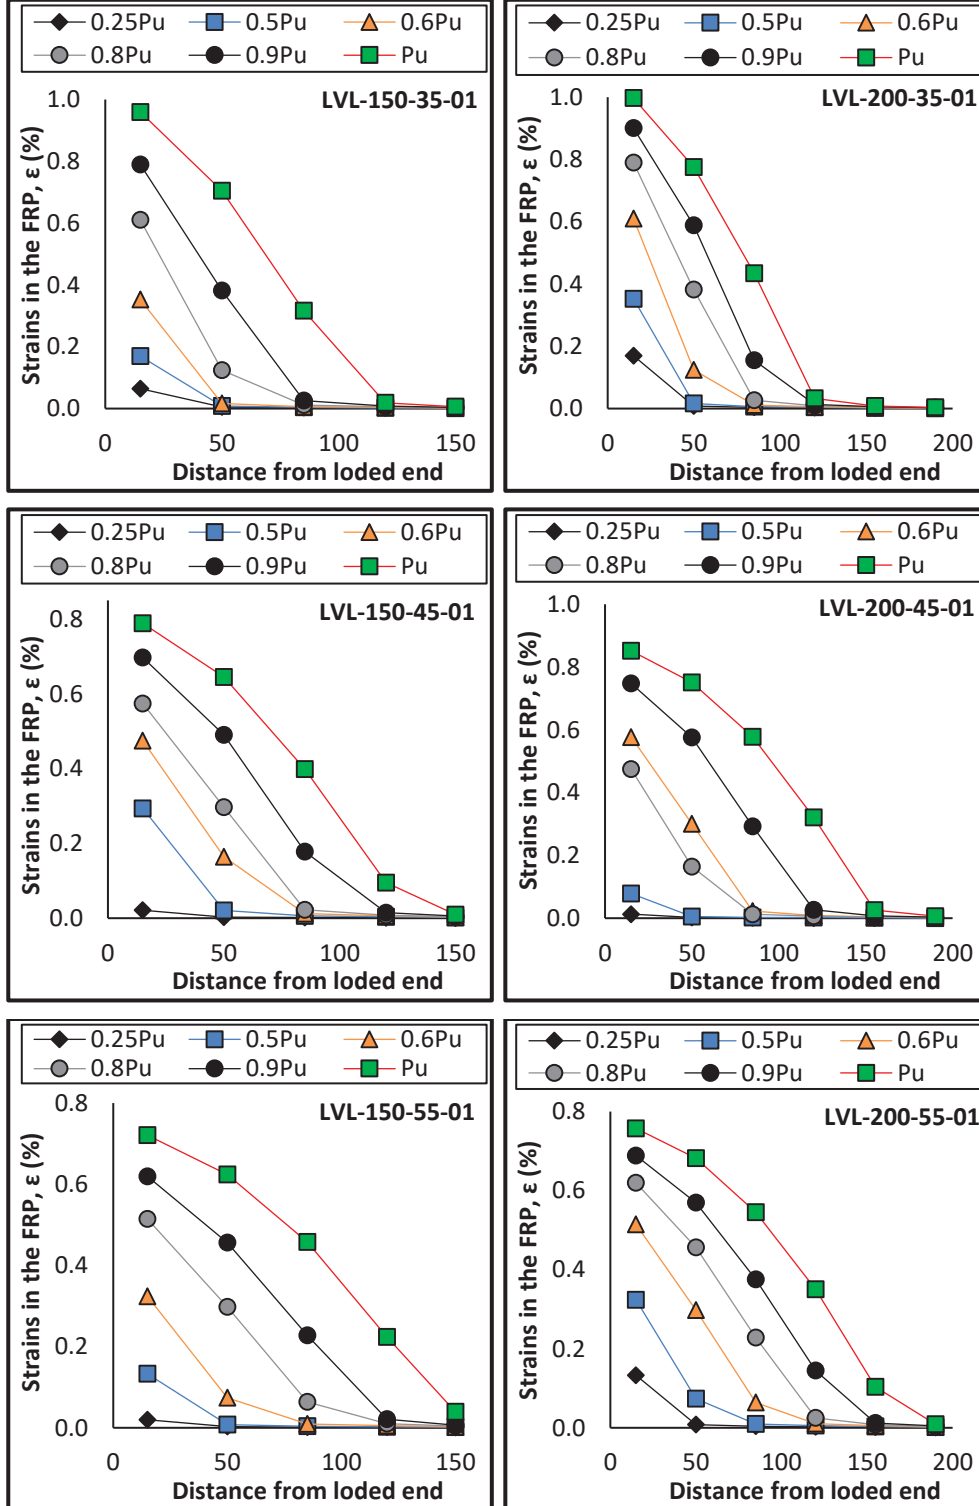 0.25Pu 0.5Pu 0.6Pu
0.8Pu 0.9Pu Pu
LVL-150-35-01
Strains in the FRP, ε (%)
1.0
0.8
0.6
0.4
0.2
0.0
0 50 100 150
Distance from loded end
0.25Pu 0.5Pu 0.6Pu
0.8Pu 0.9Pu Pu
LVL-200-35-01
Strains in the FRP, ε (%)
1.0
0.8
0.6
0.4
0.2
0.0
0 50 100 150 200
Distance from loded end
0.25Pu 0.5Pu 0.6Pu
0.8Pu 0.9Pu Pu
LVL-150-45-01
Strains in the FRP, ε (%)
0.8
0.6
0.4
0.2
0.0
0 50 100 150
Distance from loded end
0.25Pu 0.5Pu 0.6Pu
0.8Pu 0.9Pu Pu
LVL-200-45-01
Strains in the FRP, ε (%)
1.0
0.8
0.6
0.4
0.2
0.0
0 50 100 150 200
Distance from loded end
0.25Pu 0.5Pu 0.6Pu
0.8Pu 0.9Pu Pu
LVL-150-55-01
Strains in the FRP, ε (%)
0.8
0.6
0.4
0.2
0.0
0 50 100 150
Distance from loded end
0.25Pu 0.5Pu 0.6Pu
0.8Pu 0.9Pu Pu
LVL-200-55-01
Strains in the FRP, ε (%)
0.8
0.6
0.4
0.2
0.0
0 50 100 150 200
Distance from loded end